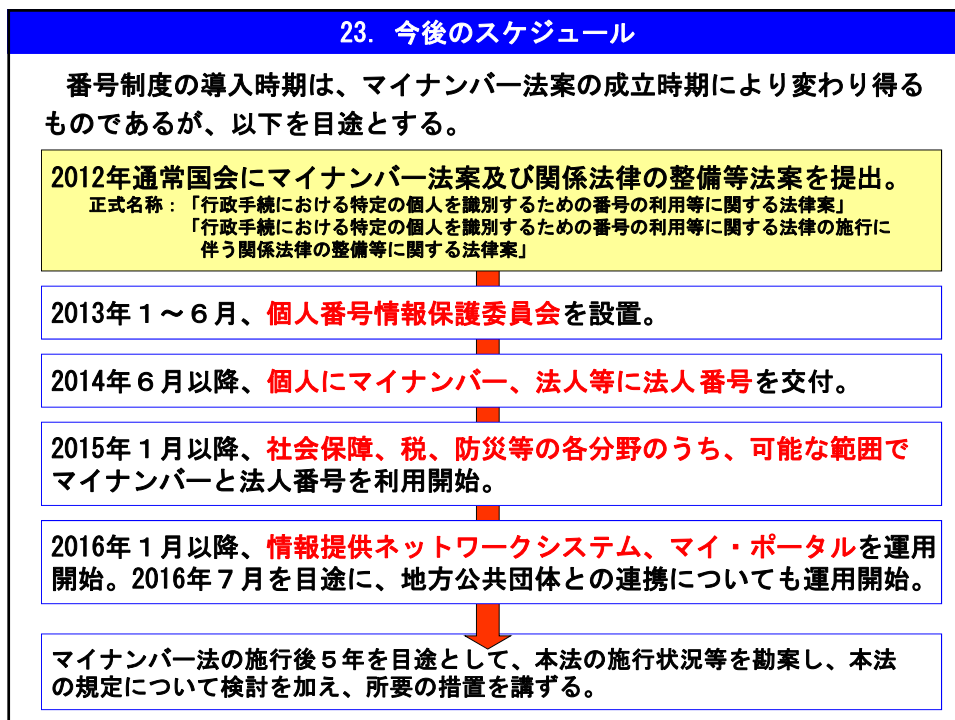 23. 今後のスケジュール
番号制度の導入時期は、マイナンバー法案の成立時期により変わり得る
ものであるが、以下を目途とする。
2012年通常国会にマイナンバー法案及び関係法律の整備等法案を提出。
正式名称：「行政手続における特定の個人を識別するための番号の利用等に関する法律案」
「行政手続における特定の個人を識別するための番号の利用等に関する法律の施行に
伴う関係法律の整備等に関する法律案」
2013年１～６月、個人番号情報保護委員会を設置。
2014年６月以降、個人にマイナンバー、法人等に法人番号を交付。
2015年１月以降、社会保障、税、防災等の各分野のうち、可能な範囲で
マイナンバーと法人番号を利用開始。
2016年１月以降、情報提供ネットワークシステム、マイ・ポータルを運用
開始。2016年７月を目途に、地方公共団体との連携についても運用開始。
マイナンバー法の施行後５年を目途として、本法の施行状況等を勘案し、本法
の規定について検討を加え、所要の措置を講ずる。